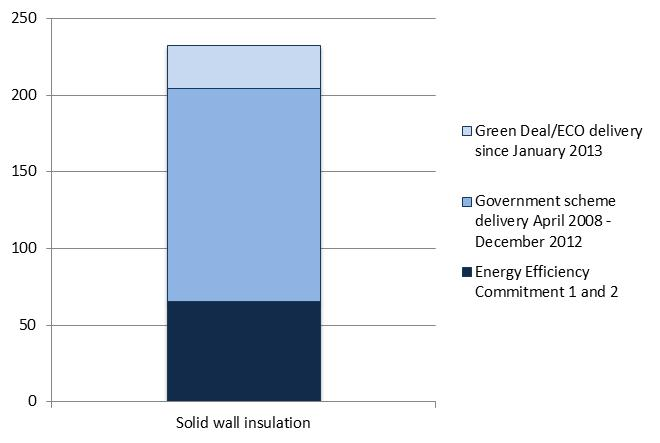 250
200
150
100
50
0
Solid wall insulation
Green Deal/ECO delivery
since January 2013
Government scheme
delivery April 2008 -
December 2012
Energy Efficiency
Commitment 1 and 2